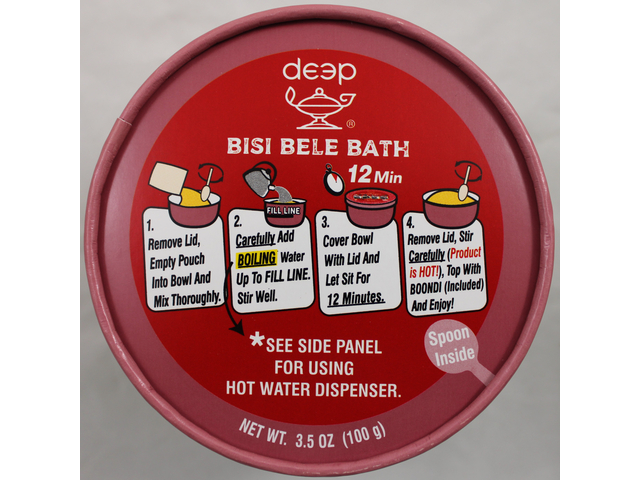 deep
®
BISI BELE BATH
12 Min
FILL LINE
1.
Remove Lid,
Empty Pouch
Into Bowl And
Mix Thoroughly.
2.
Carefully Add
BOILING Water
Up To FILL LINE.
Stir Well.
3.
Cover Bowl
With Lid And
Let Sit For
12 Minutes.
4.
Remove Lid, Stir
Carefully (Product
is HOT!), Top With
BOONDI (Included)
And Enjoy!
*SEE SIDE PANEL
FOR USING
HOT WATER DISPENSER.
Spoon
Inside
NET WT. 3.5 OZ (100 g)